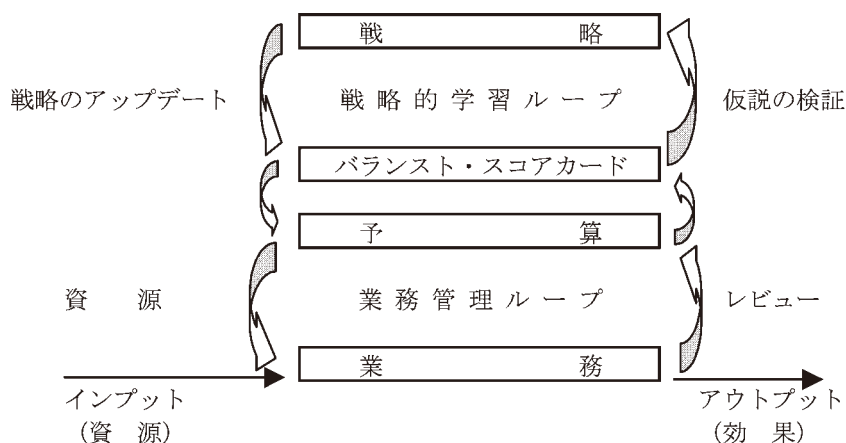 戦略
戦略のアップデート 戦略的学習ループ 仮説の検証
バランスト・スコアカード
予算
資源 業務管理ループ レビュー
業務
インプット アウトプット
（資源） （効果）